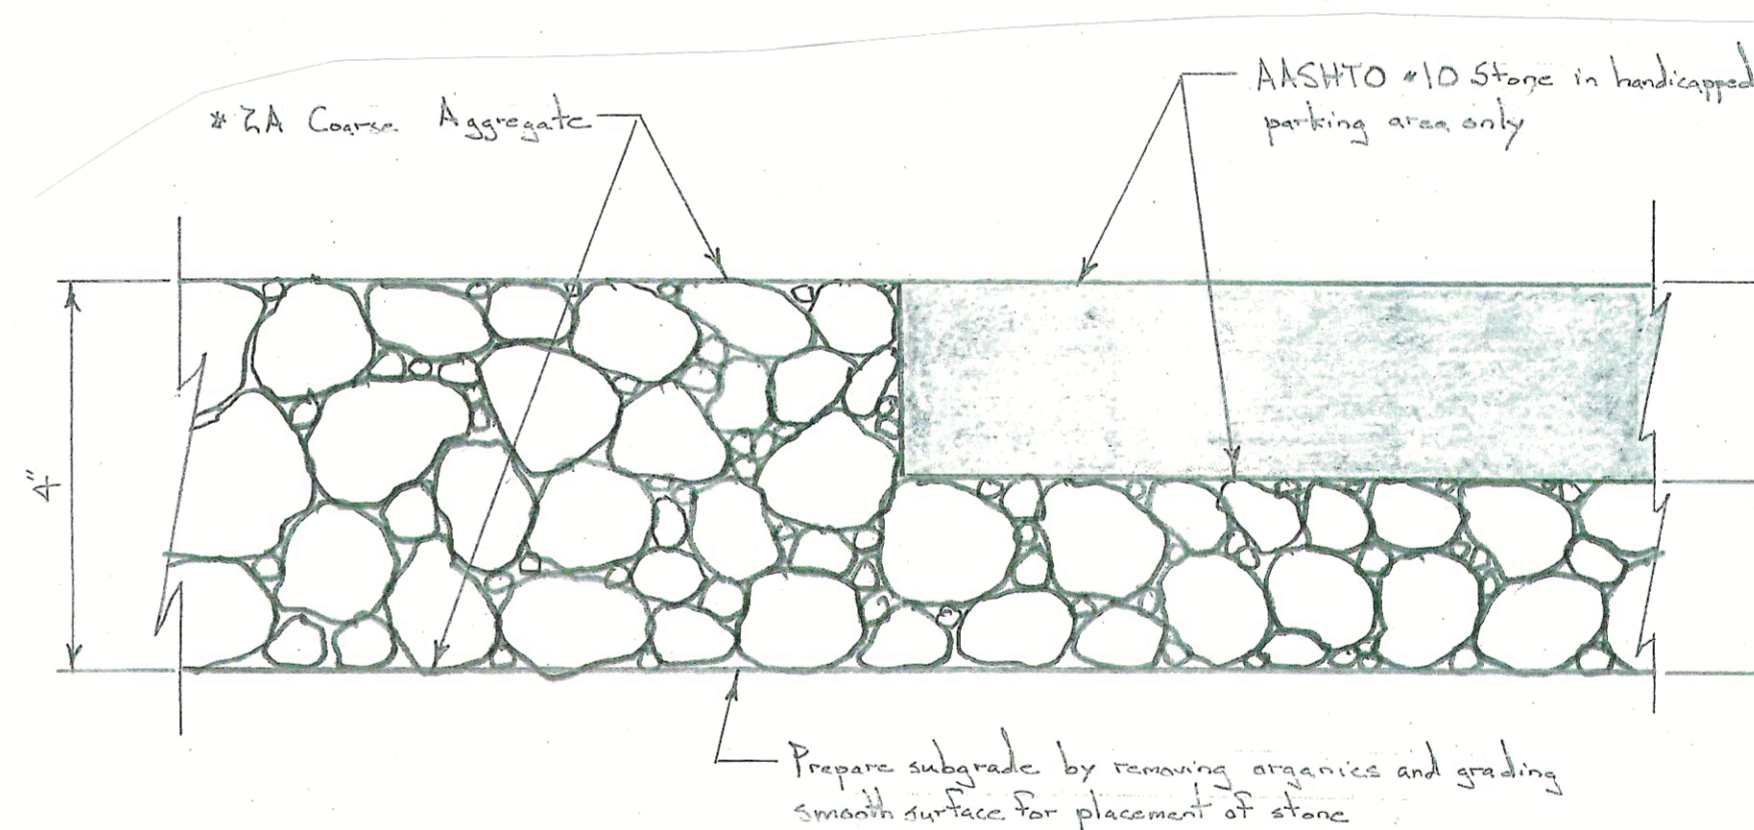 AASHTO #10 Stone in handicapped
parking area only
#2A Coarse Aggregate
4"
Prepare subgrade by removing organics and grading
smooth surface for placement of stone